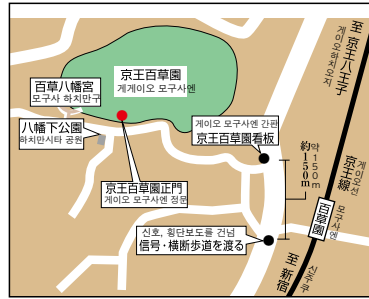 至 京王八王子
게이오하치오지
京王百草園
게게이오 모구사엔
百草八幡宮
모구사 하치만구
게이오 모구사엔 간판
京王百草園看板
八幡下公園
하치만시타 공원
약150m
約150m
京王線
게이오선
京王百草園正門
게이오 모구사엔 정문
百草園
모구사엔
신호, 횡단보도를 건넘
信号・横断歩道を渡る
至 新宿
신주쿠